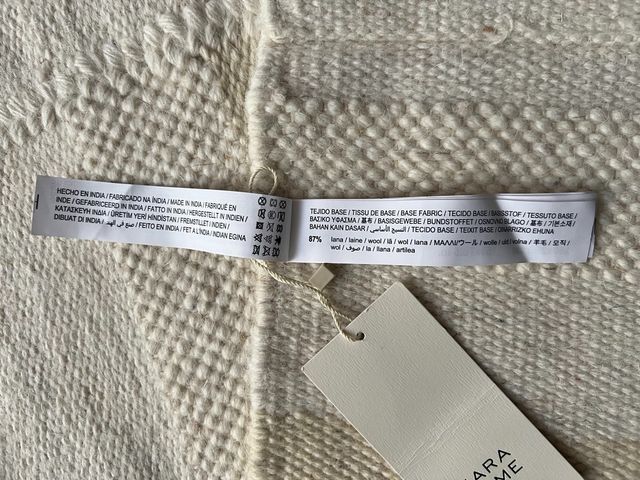 HECHO EN INDIA / FABRICADO NA ÍNDIA / MADE IN INDIA / FABRIQUÉ EN
INDE / GEFABRICEERD IN INDIA / FATTO IN INDIA / HERGESTELLT IN INDIEN /
ΚΑΤΑΣΚΕΥΗ ΙΝΔΙΑ / ÜRETİM YERİ HİNDİSTAN / FREMSTILLET I INDIEN /
DIBUAT DI INDIA / صنع في الهند / FEITO EN INDIA / FET A L'ÍNDIA / INDIAN EGINA
TEJIDO BASE / TISSU DE BASE / BASE FABRIC / TECIDO BASE / BASISSTOF / TESSUTO BASE /
ΒΑΣΙΚΟ ΥΦΑΣΜΑ / 基布 / BASISGEWEBE / BUNDSTOFFET / OSNOVNO BLAGO / 基布 / 기본소재 /
BAHAN KAIN DASAR / النسيج الأساسي / TECIDO BASE / TEIXIT BASE / OINARRIZKO EHUNA
87% lana / laine / wool / lã / wol / lana / ΜΑΛΛΙ/ウール / wolle / uld / volna / 羊毛 / 모직 /
wol / صوف / la / llana / artilea
ARA
ME